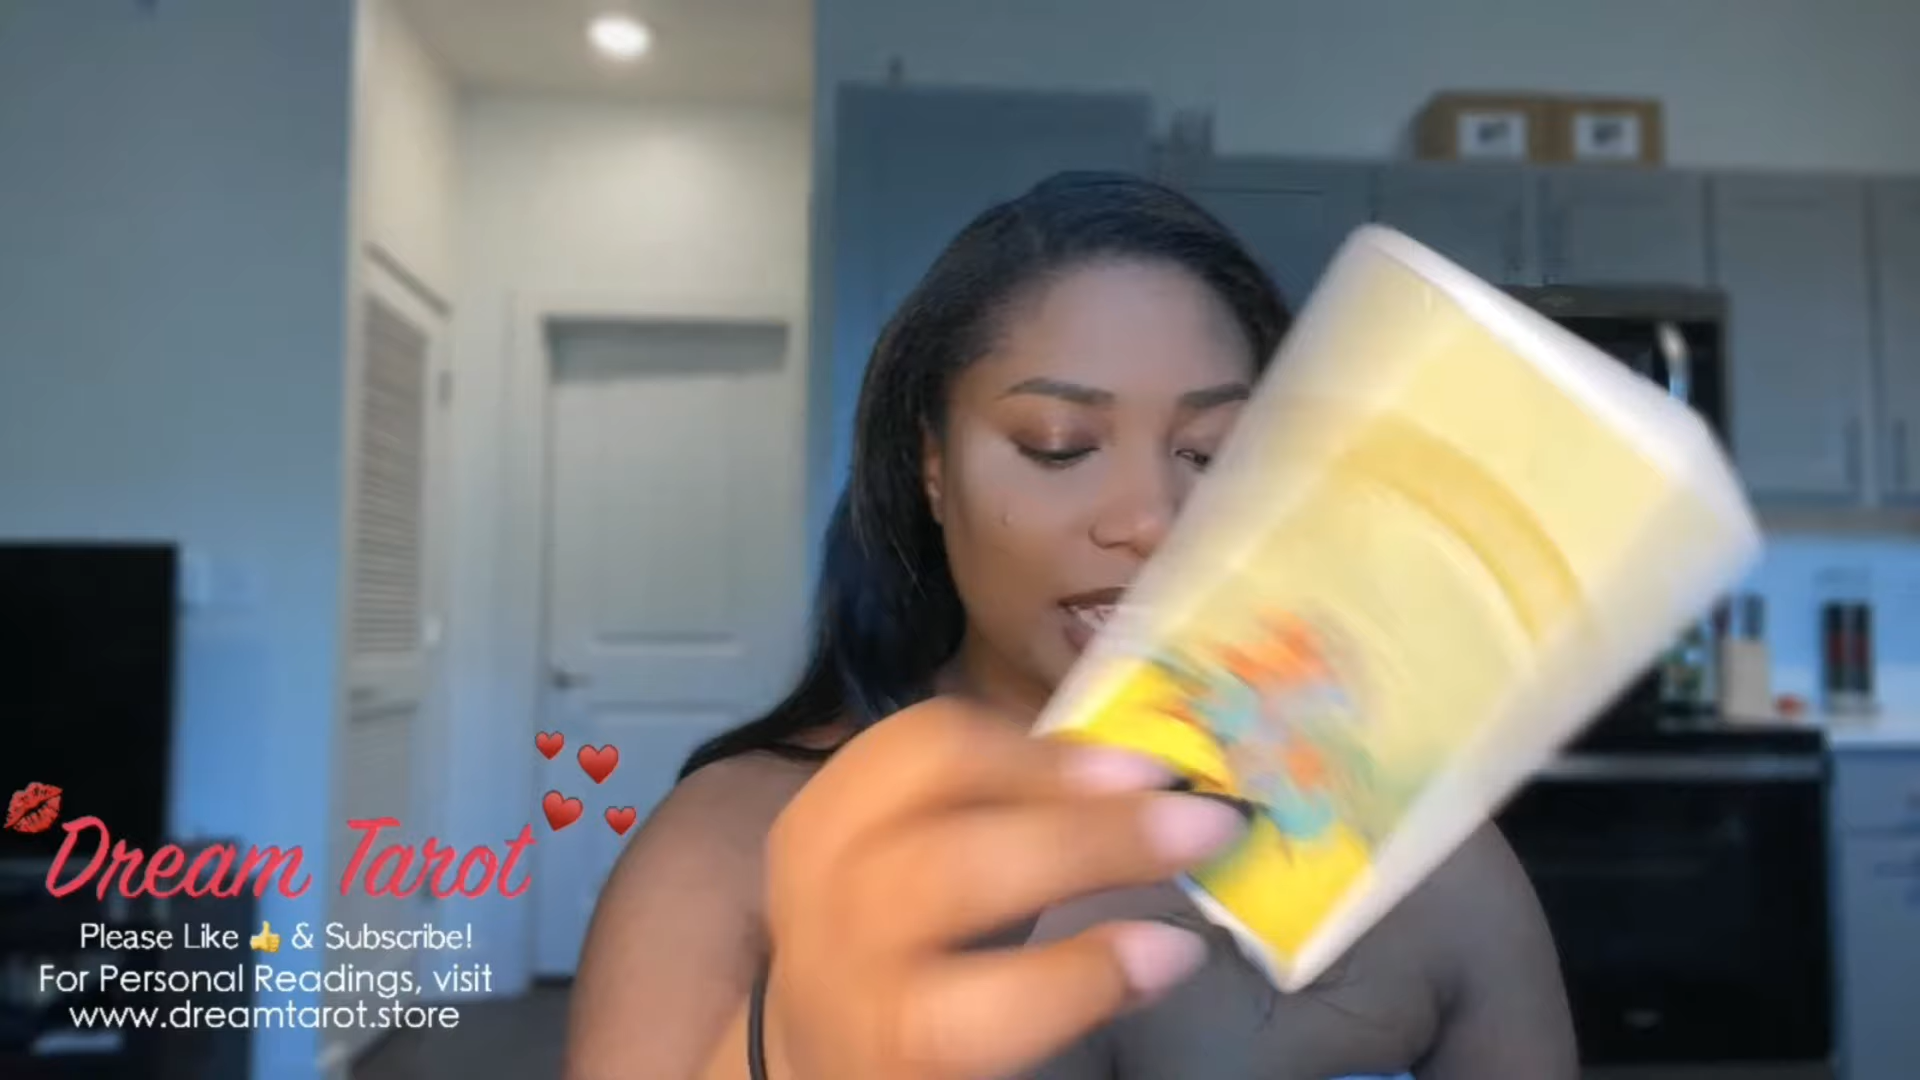 Dream Tarot
Please Like 👍 & Subscribe!
For Personal Readings, visit
www.dreamtarot.store